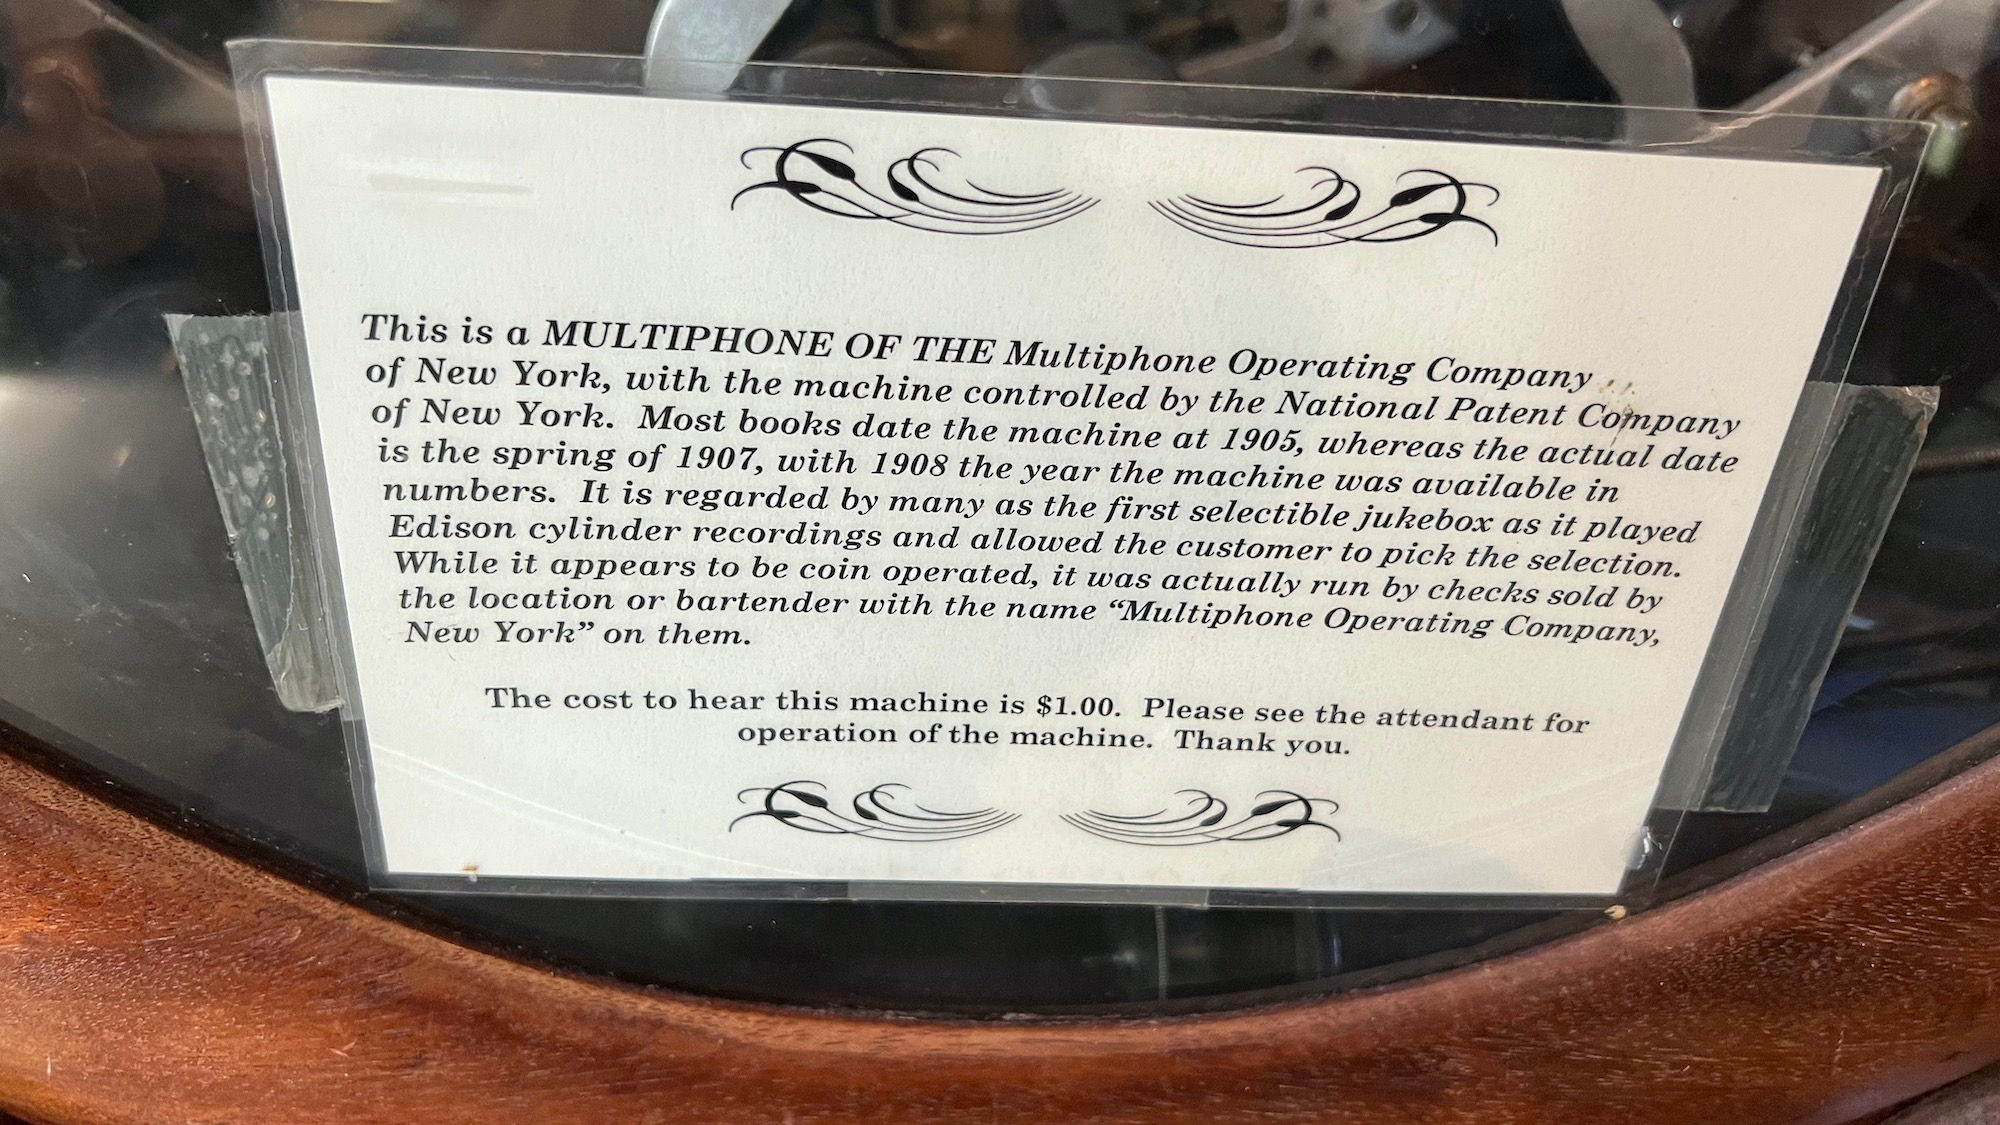 This is a MULTIPHONE OF THE Multiphone Operating Company
of New York, with the machine controlled by the National Patent Company
of New York. Most books date the machine at 1905, whereas the actual date
is the spring of 1907, with 1908 the year the machine was available in
numbers. It is regarded by many as the first selectible jukebox as it played
Edison cylinder recordings and allowed the customer to pick the selection.
While it appears to be coin operated, it was actually run by checks sold by
the location or bartender with the name “Multiphone Operating Company,
New York” on them.
The cost to hear this machine is $1.00. Please see the attendant for
operation of the machine. Thank you.